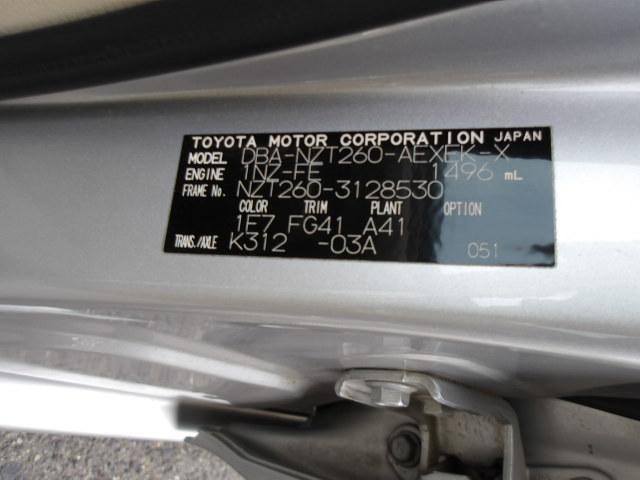 TOYOTA MOTOR CORPORATION JAPAN
MODEL DBA-NZT260-AEXEK-X
ENGINE 1NZ-FE 1496 mL
FRAME No. NZT260-3128530
COLOR TRIM PLANT OPTION
1E7 FG41 A41
TRANS./AXLE K312 -03A 051